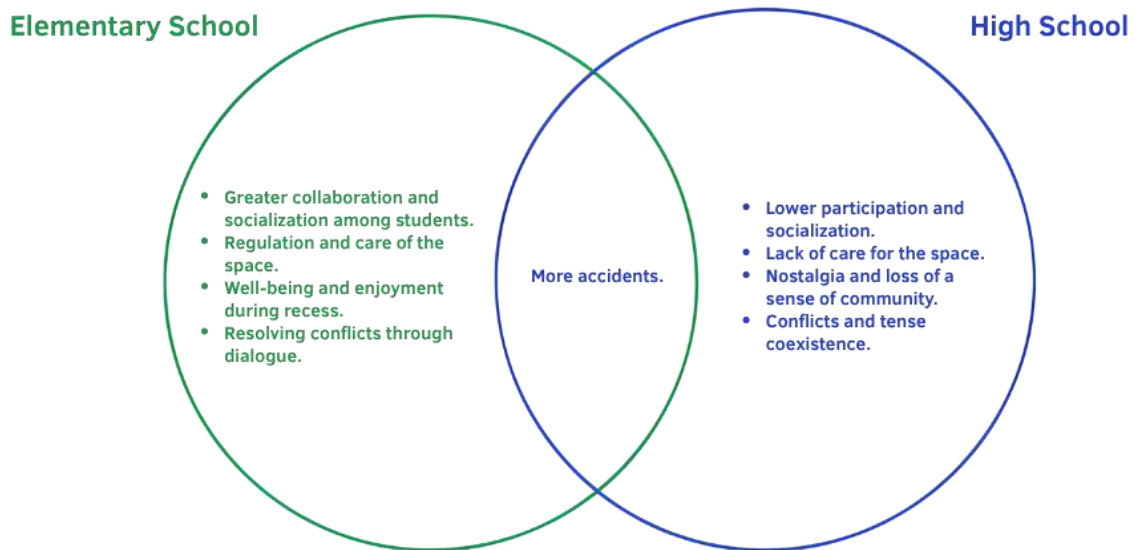 Elementary School
High School
• Greater collaboration and
socialization among students.
• Regulation and care of the
space.
• Well-being and enjoyment
during recess.
• Resolving conflicts through
dialogue.
More accidents.
• Lower participation and
socialization.
• Lack of care for the space.
• Nostalgia and loss of a
sense of community.
• Conflicts and tense
coexistence.